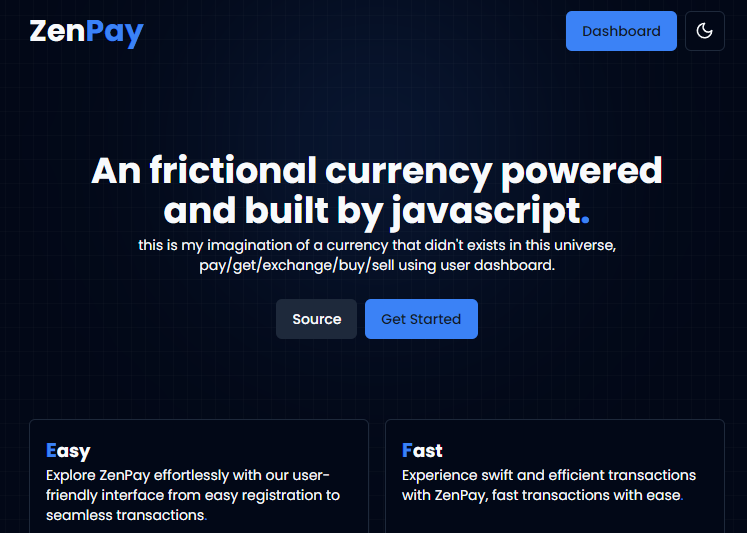 ZenPay
Dashboard
An frictional currency powered
and built by javascript.
this is my imagination of a currency that didn't exists in this universe,
pay/get/exchange/buy/sell using user dashboard.
Source
Get Started
Easy
Explore ZenPay effortlessly with our user-
friendly interface from easy registration to
seamless transactions.
Fast
Experience swift and efficient transactions
with ZenPay, fast transactions with ease.